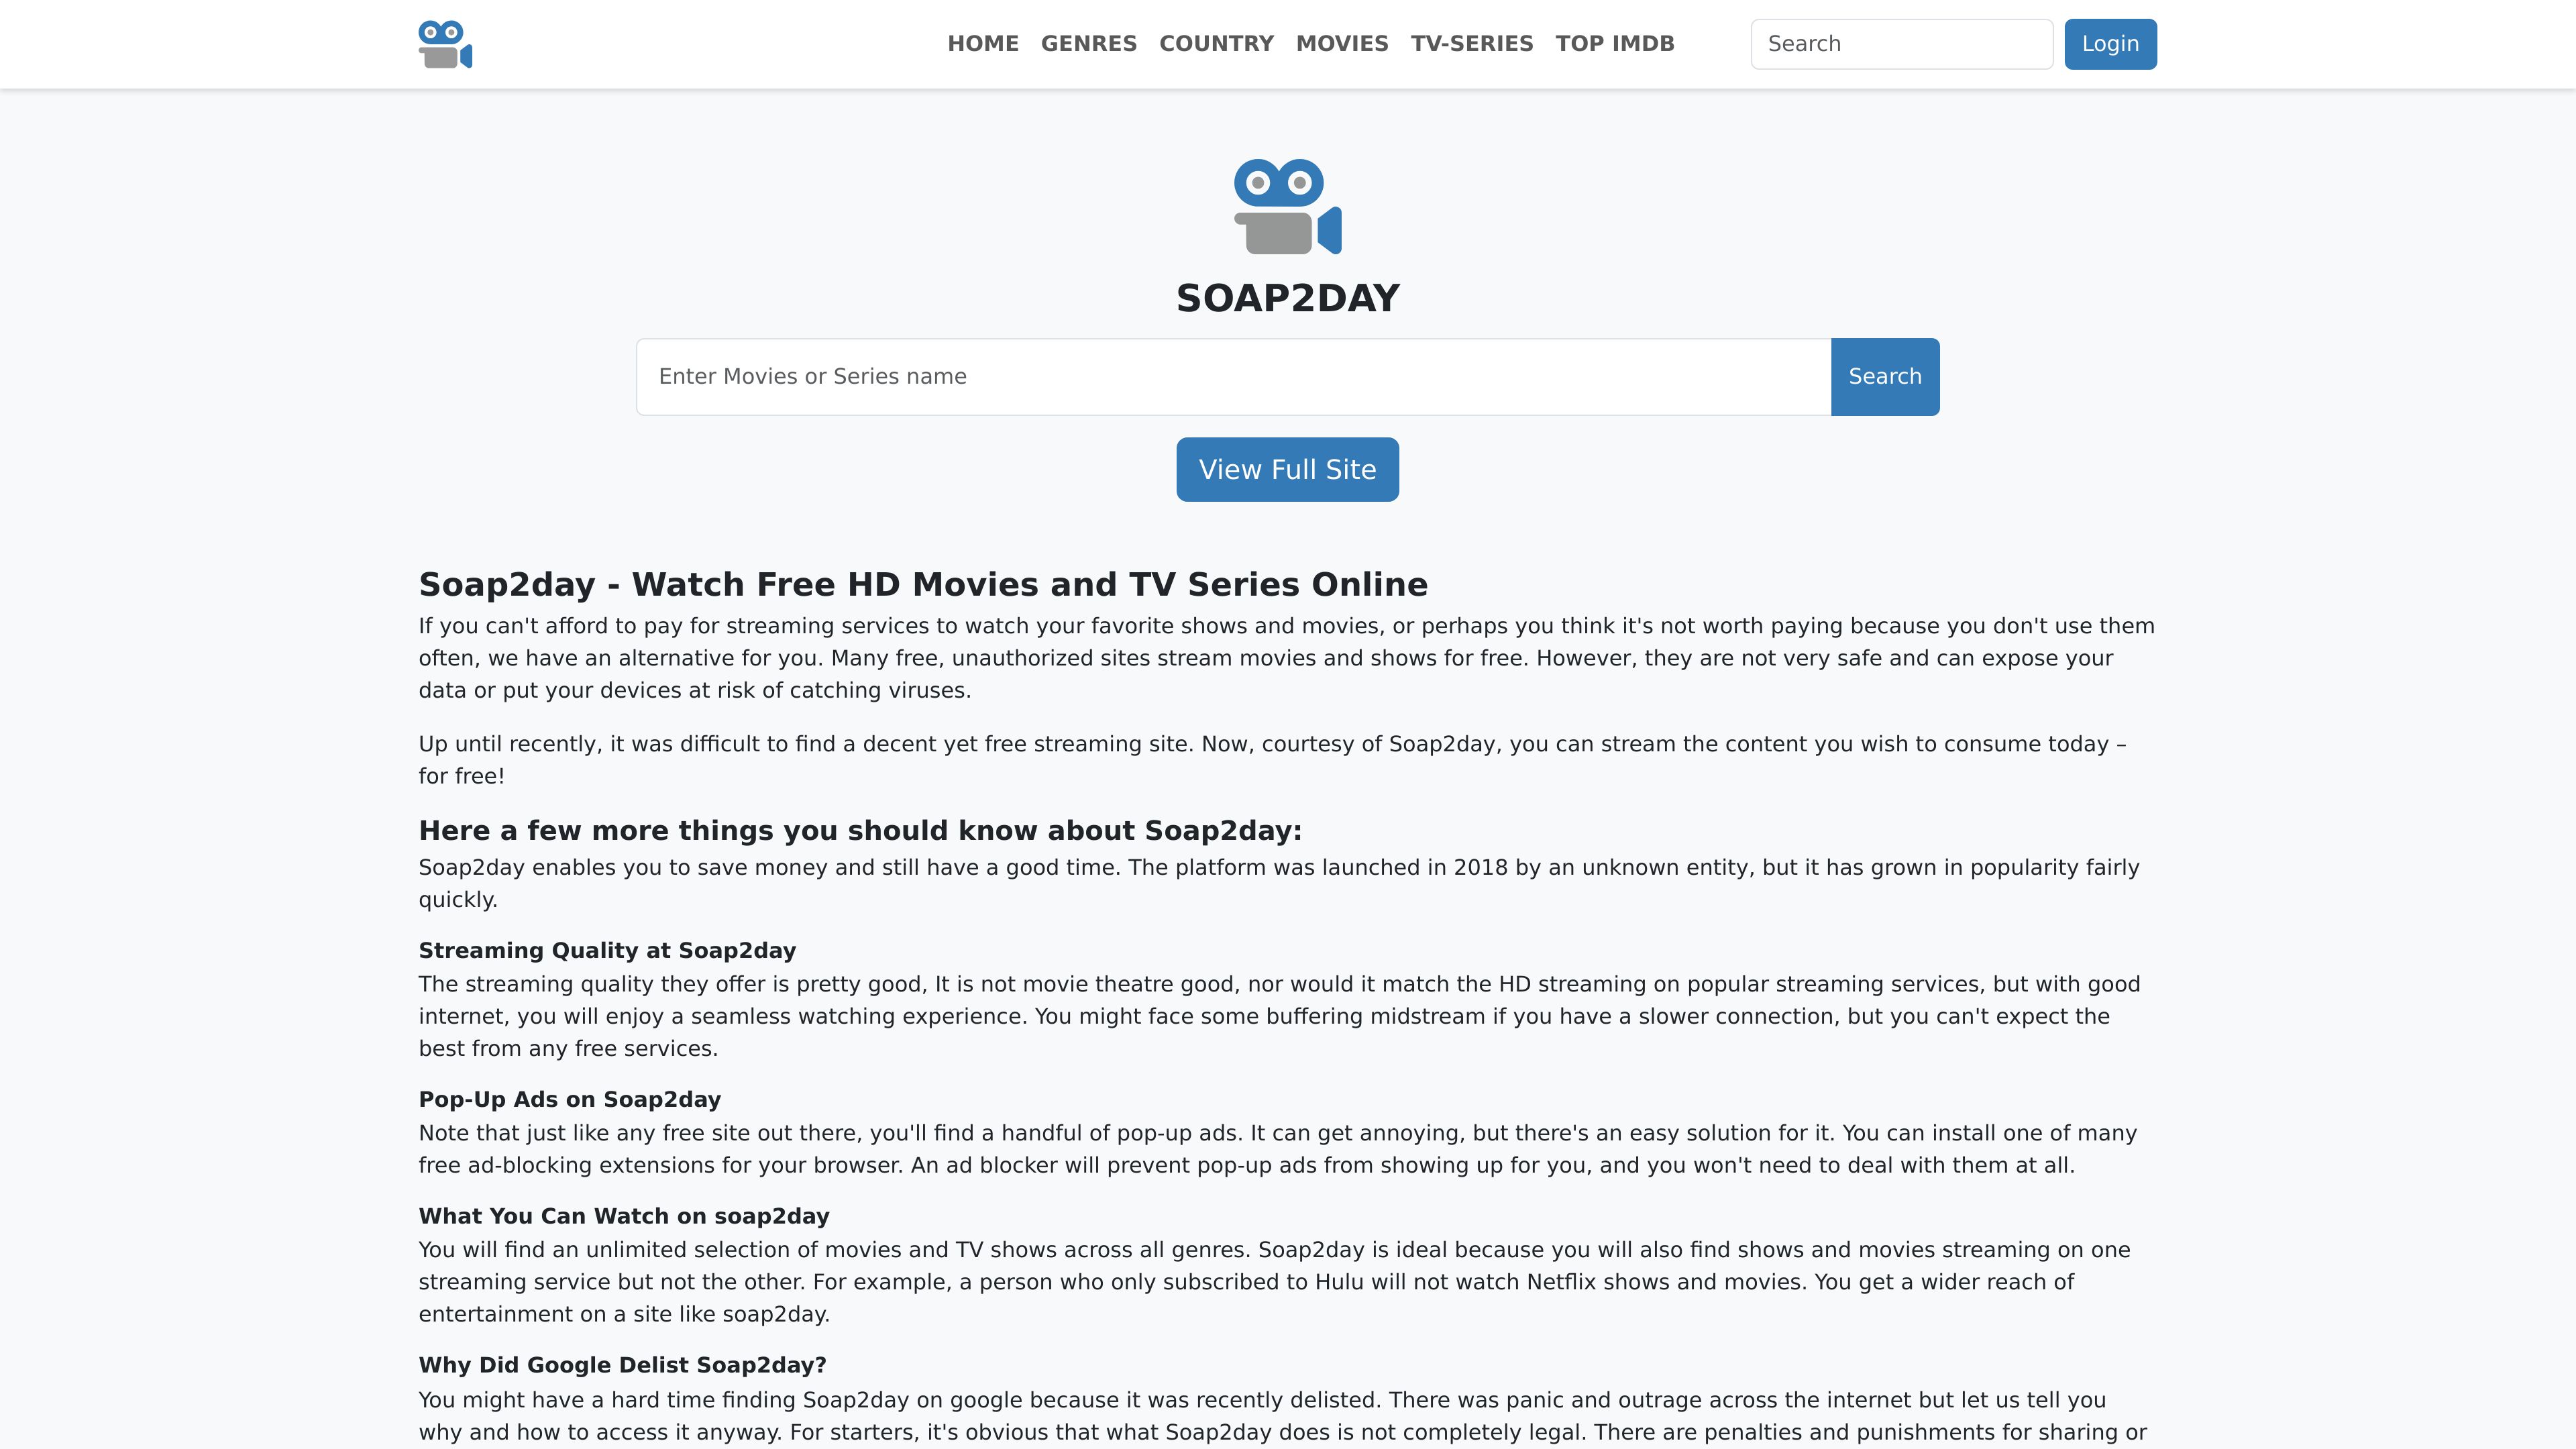 HOME GENRES COUNTRY MOVIES TV-SERIES TOP IMDB Search Login
SOAP2DAY
Enter Movies or Series name Search
View Full Site
Soap2day - Watch Free HD Movies and TV Series Online
If you can't afford to pay for streaming services to watch your favorite shows and movies, or perhaps you think it's not worth paying because you don't use them
often, we have an alternative for you. Many free, unauthorized sites stream movies and shows for free. However, they are not very safe and can expose your
data or put your devices at risk of catching viruses.
Up until recently, it was difficult to find a decent yet free streaming site. Now, courtesy of Soap2day, you can stream the content you wish to consume today –
for free!
Here a few more things you should know about Soap2day:
Soap2day enables you to save money and still have a good time. The platform was launched in 2018 by an unknown entity, but it has grown in popularity fairly
quickly.
Streaming Quality at Soap2day
The streaming quality they offer is pretty good, It is not movie theatre good, nor would it match the HD streaming on popular streaming services, but with good
internet, you will enjoy a seamless watching experience. You might face some buffering midstream if you have a slower connection, but you can't expect the
best from any free services.
Pop-Up Ads on Soap2day
Note that just like any free site out there, you'll find a handful of pop-up ads. It can get annoying, but there's an easy solution for it. You can install one of many
free ad-blocking extensions for your browser. An ad blocker will prevent pop-up ads from showing up for you, and you won't need to deal with them at all.
What You Can Watch on soap2day
You will find an unlimited selection of movies and TV shows across all genres. Soap2day is ideal because you will also find shows and movies streaming on one
streaming service but not the other. For example, a person who only subscribed to Hulu will not watch Netflix shows and movies. You get a wider reach of
entertainment on a site like soap2day.
Why Did Google Delist Soap2day?
You might have a hard time finding Soap2day on google because it was recently delisted. There was panic and outrage across the internet but let us tell you
why and how to access it anyway. For starters, it's obvious that what Soap2day does is not completely legal. There are penalties and punishments for sharing or